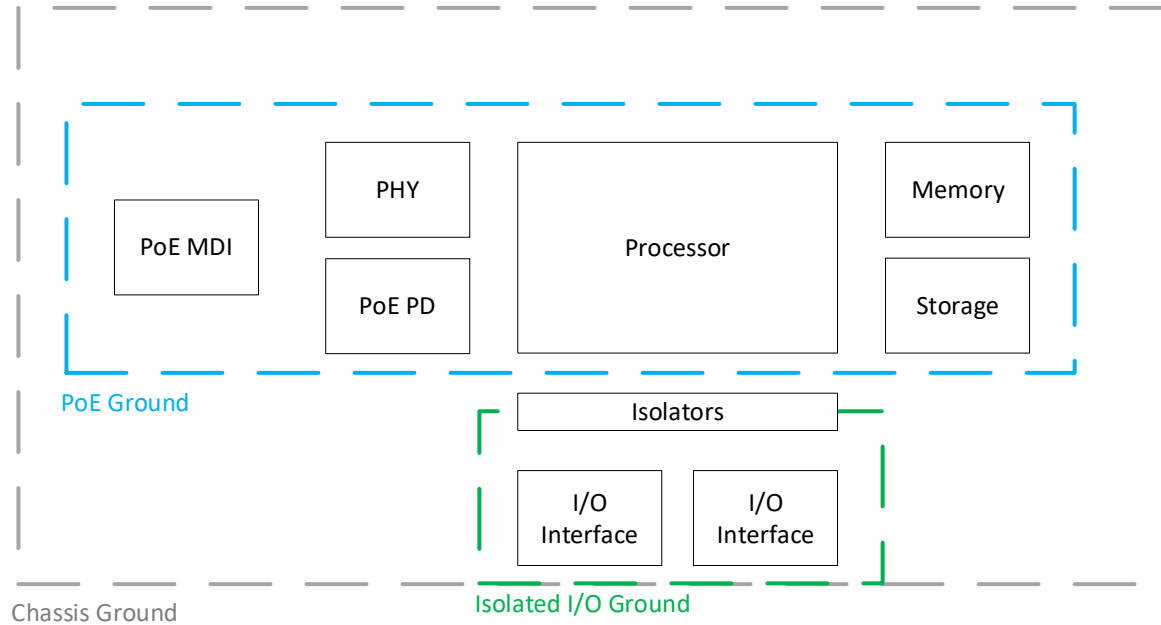 PHY
Memory
PoE MDI
Processor
PoE PD
Storage
PoE Ground
Isolators
I/O
Interface
I/O
Interface
Isolated I/O Ground
Chassis Ground